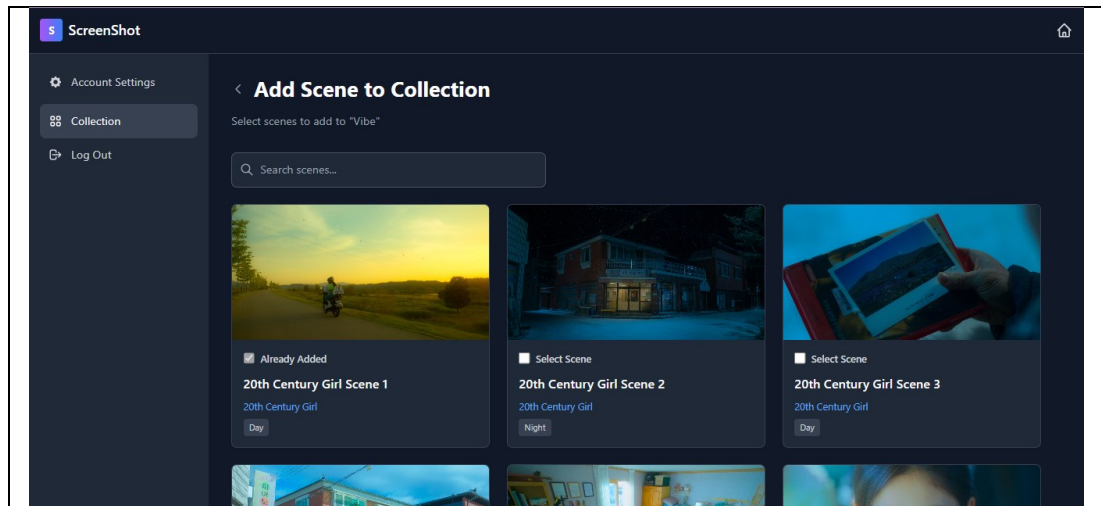 S ScreenShot
Account Settings
Collection
Log Out
Add Scene to Collection
Select scenes to add to "Vibe"
Search scenes...
Already Added
20th Century Girl Scene 1
20th Century Girl
Day
Select Scene
20th Century Girl Scene 2
20th Century Girl
Night
Select Scene
20th Century Girl Scene 3
20th Century Girl
Day